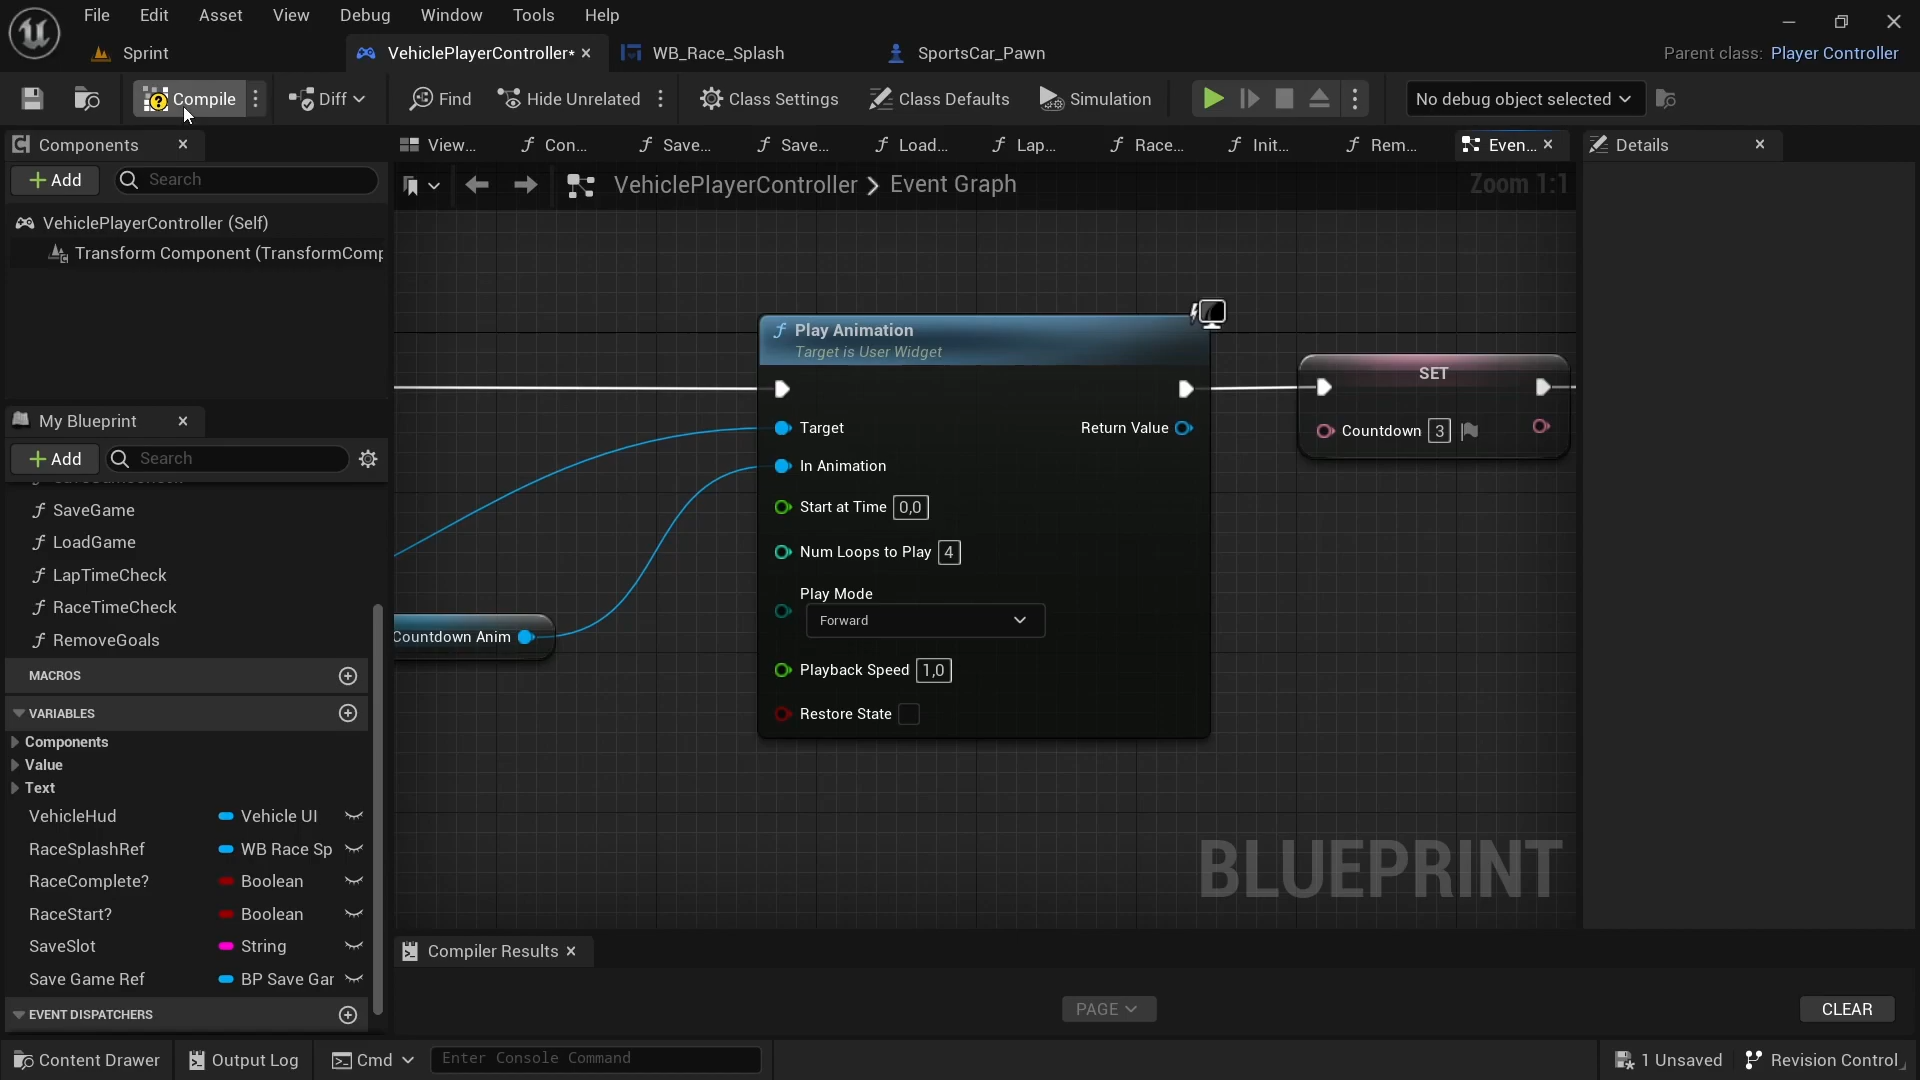 File Edit Asset View Debug Window Tools Help
Sprint VehiclePlayerController* WB_Race_Splash SportsCar_Pawn Parent class: Player Controller
Compile Diff Find Hide Unrelated Class Settings Class Defaults Simulation No debug object selected
Components View... Con... Save... Save... Load... Lap... Race... Init... Rem... Even... Details
Add Search VehiclePlayerController > Event Graph Zoom 1:1
VehiclePlayerController (Self)
Transform Component (TransformComp
Play Animation
Target is User Widget
SET
Target Return Value Countdown 3
In Animation
Start at Time 0,0
Num Loops to Play 4
Play Mode
Forward
Countdown Anim
Playback Speed 1,0
Restore State
BLUEPRINT
My Blueprint
Add Search
SaveGame
LoadGame
LapTimeCheck
RaceTimeCheck
RemoveGoals
MACROS
VARIABLES
Components
Value
Text
VehicleHud Vehicle UI
RaceSplashRef WB Race Sp
RaceComplete? Boolean
RaceStart? Boolean
SaveSlot String
Save Game Ref BP Save Gar
EVENT DISPATCHERS
Compiler Results
PAGE CLEAR
Content Drawer Output Log Cmd Enter Console Command 1 Unsaved Revision Control